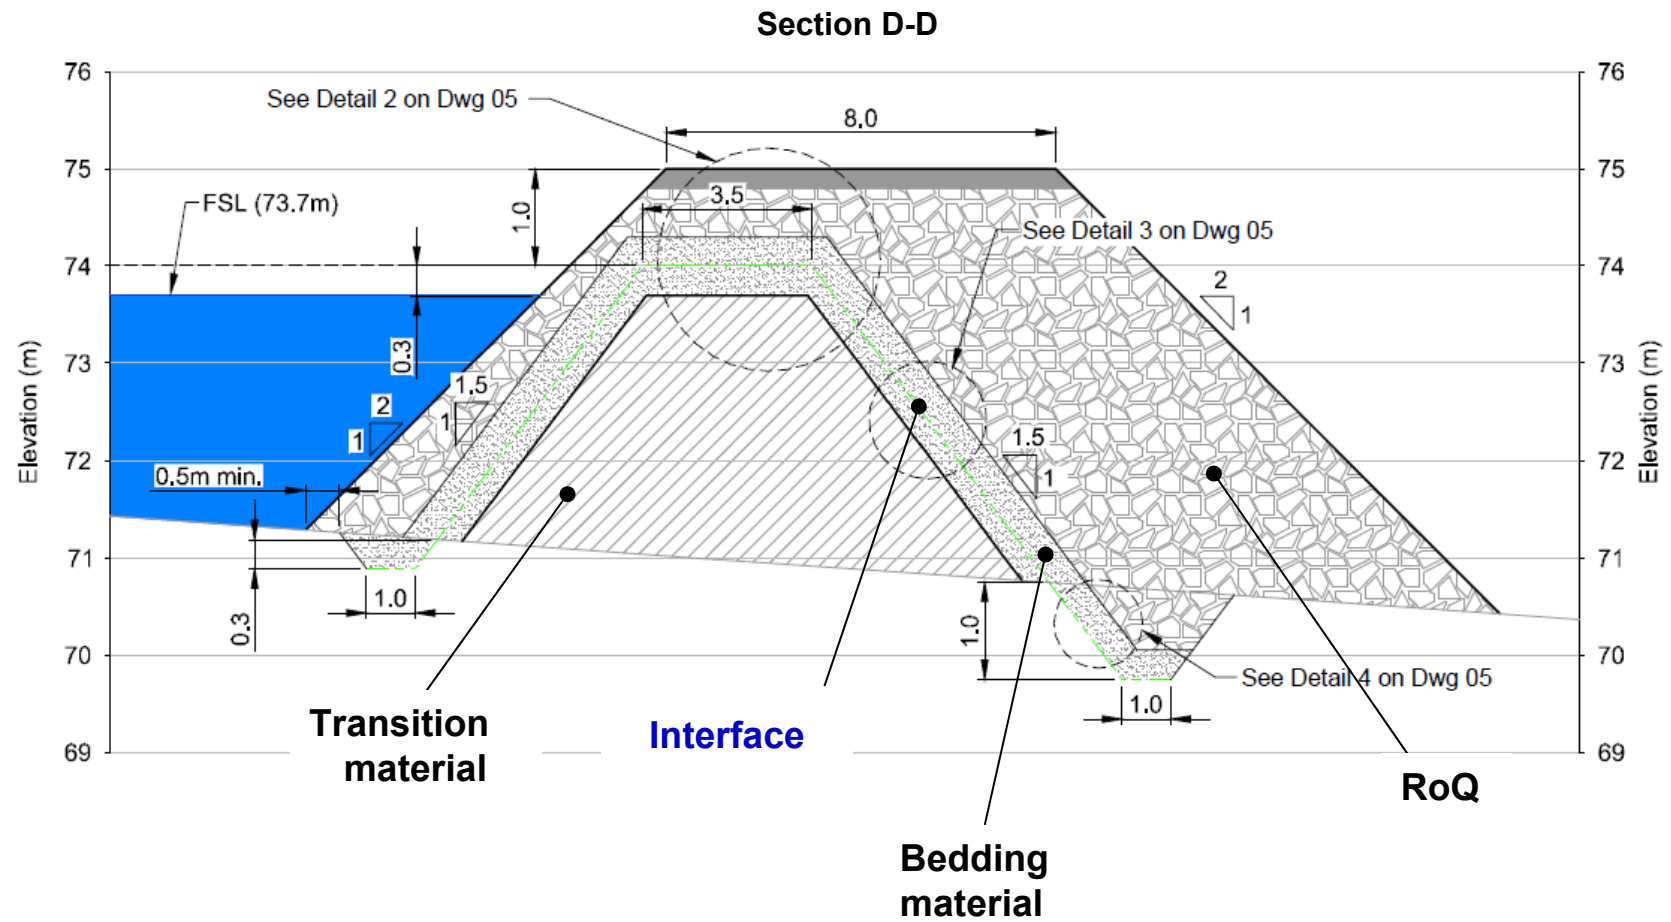 Section D-D
76
76
See Detail 2 on Dwg 05
8.0
75
75
3.5
FSL (73.7m)
1.0
See Detail 3 on Dwg 05
74
74
2
1
0.3
73
73
1.5
1
2
1
Elevation (m)
Elevation (m)
1.5
1
72
72
0.5m min.
71
71
1.0
0.3
1.0
70
70
See Detail 4 on Dwg 05
1.0
Transition
material
Interface
69
69
RoQ
Bedding
material